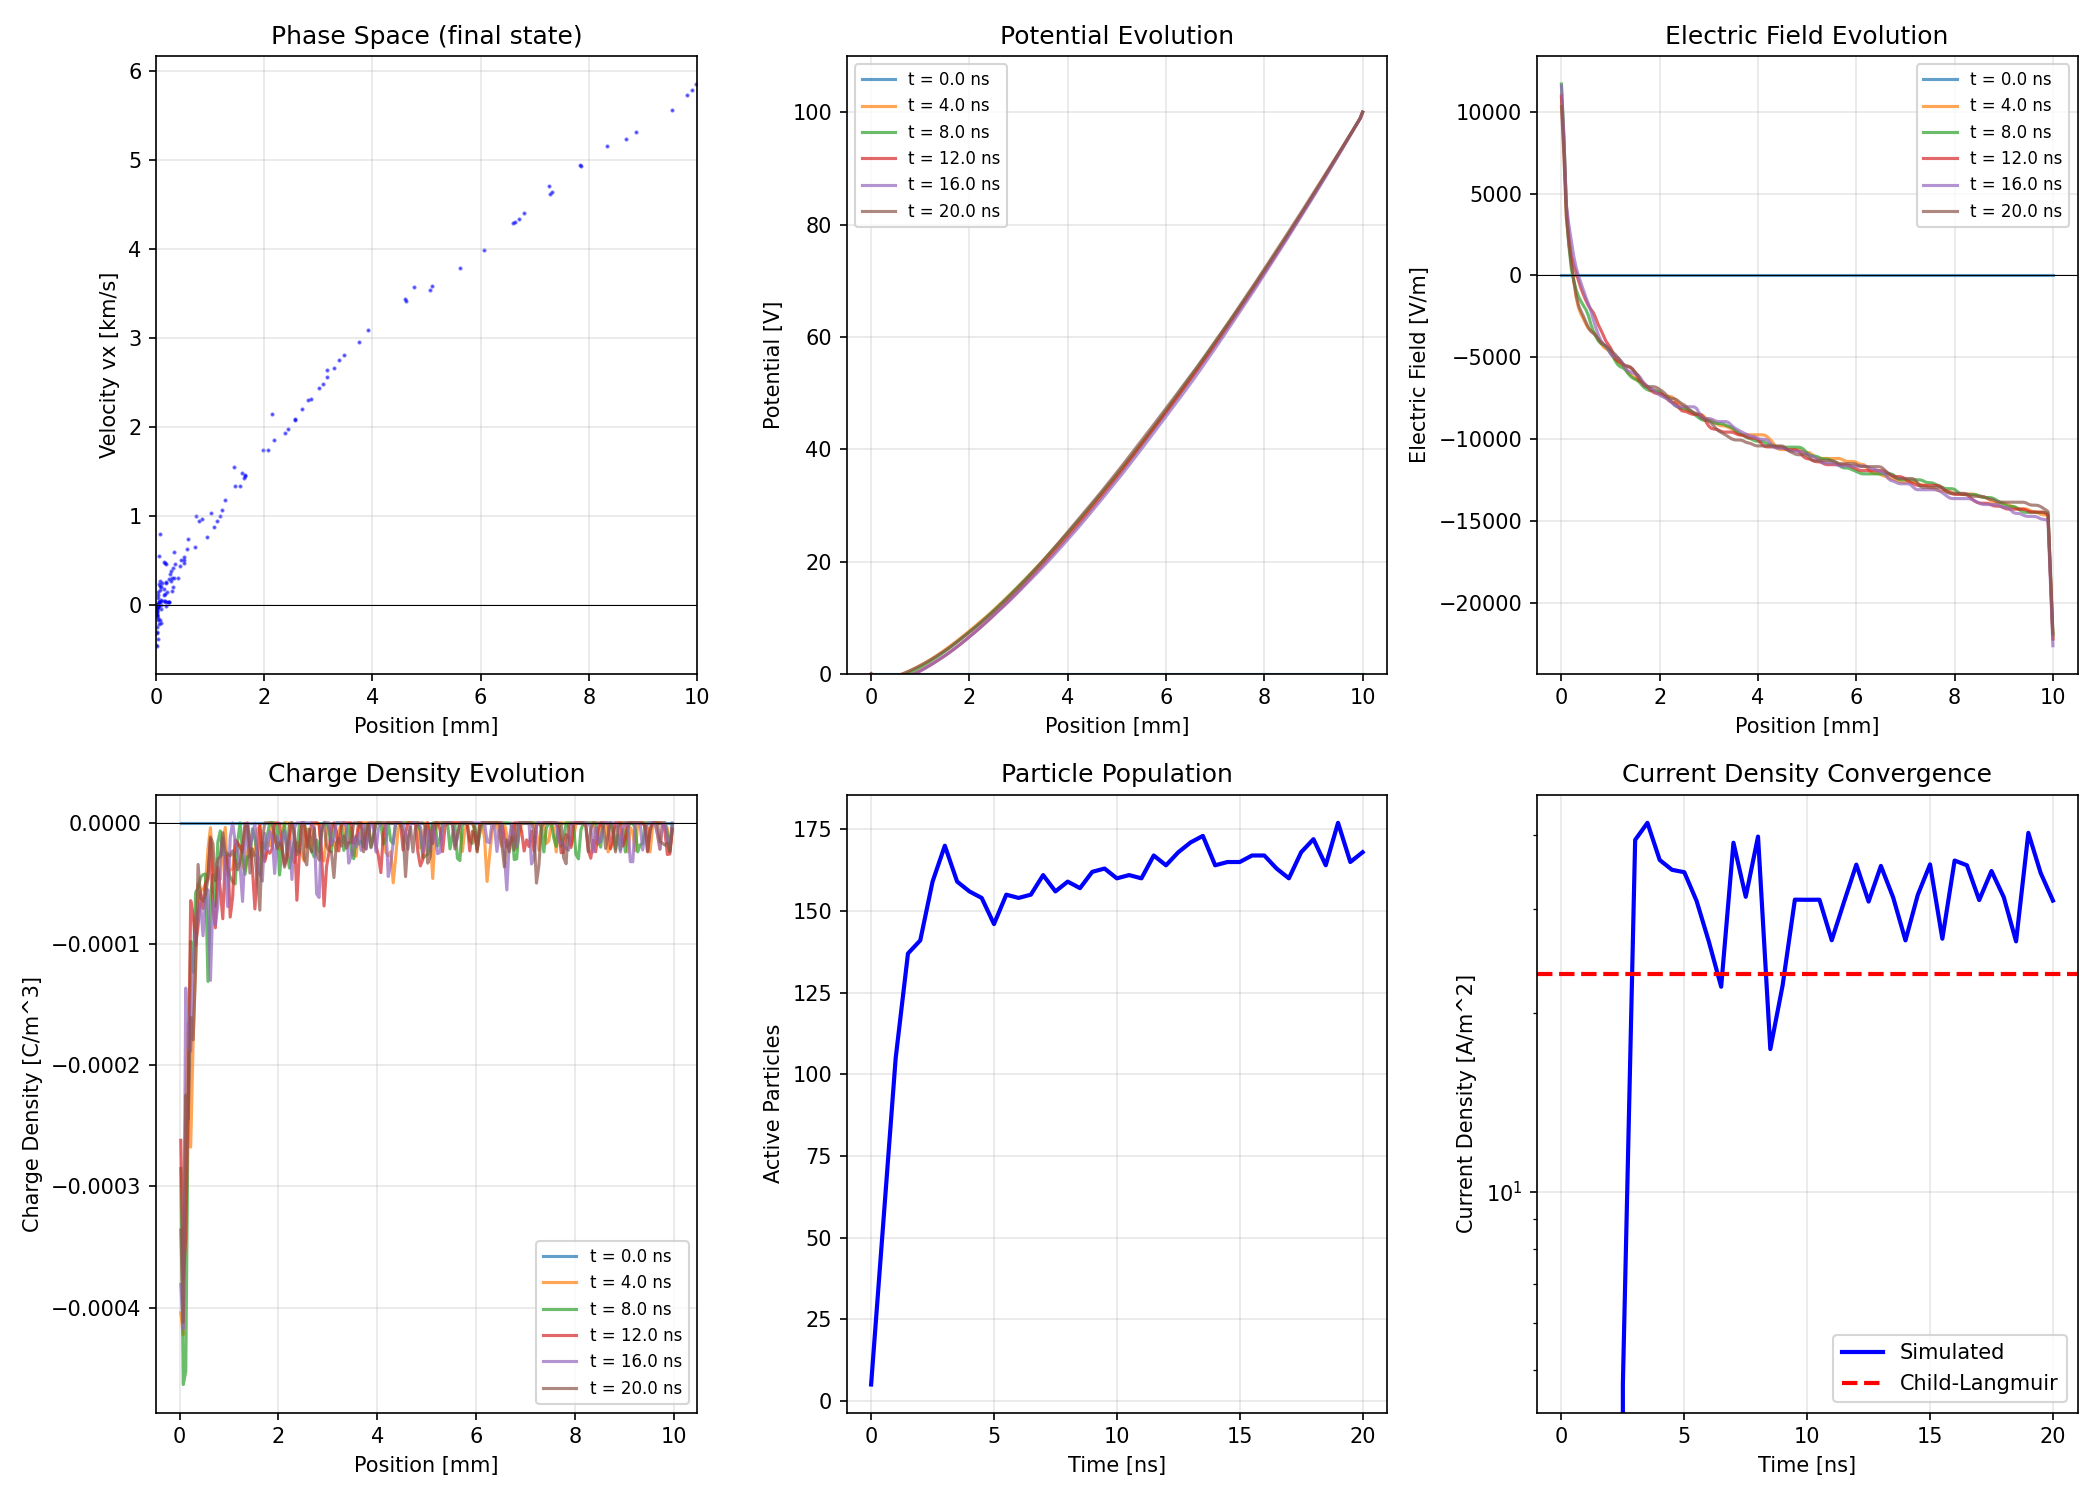 Phase Space (final state)
Velocity vx [km/s]
6
5
4
3
2
1
0
0 2 4 6 8 10
Position [mm]
Potential Evolution
Potential [V]
100
80
60
40
20
0
t = 0.0 ns
t = 4.0 ns
t = 8.0 ns
t = 12.0 ns
t = 16.0 ns
t = 20.0 ns
0 2 4 6 8 10
Position [mm]
Electric Field Evolution
Electric Field [V/m]
10000
5000
0
−5000
−10000
−15000
−20000
t = 0.0 ns
t = 4.0 ns
t = 8.0 ns
t = 12.0 ns
t = 16.0 ns
t = 20.0 ns
0 2 4 6 8 10
Position [mm]
Charge Density Evolution
Charge Density [C/m^3]
0.0000
−0.0001
−0.0002
−0.0003
−0.0004
t = 0.0 ns
t = 4.0 ns
t = 8.0 ns
t = 12.0 ns
t = 16.0 ns
t = 20.0 ns
0 2 4 6 8 10
Position [mm]
Particle Population
Active Particles
175
150
125
100
75
50
25
0
0 5 10 15 20
Time [ns]
Current Density Convergence
Current Density [A/m^2]
10¹
Simulated
Child-Langmuir
0 5 10 15 20
Time [ns]